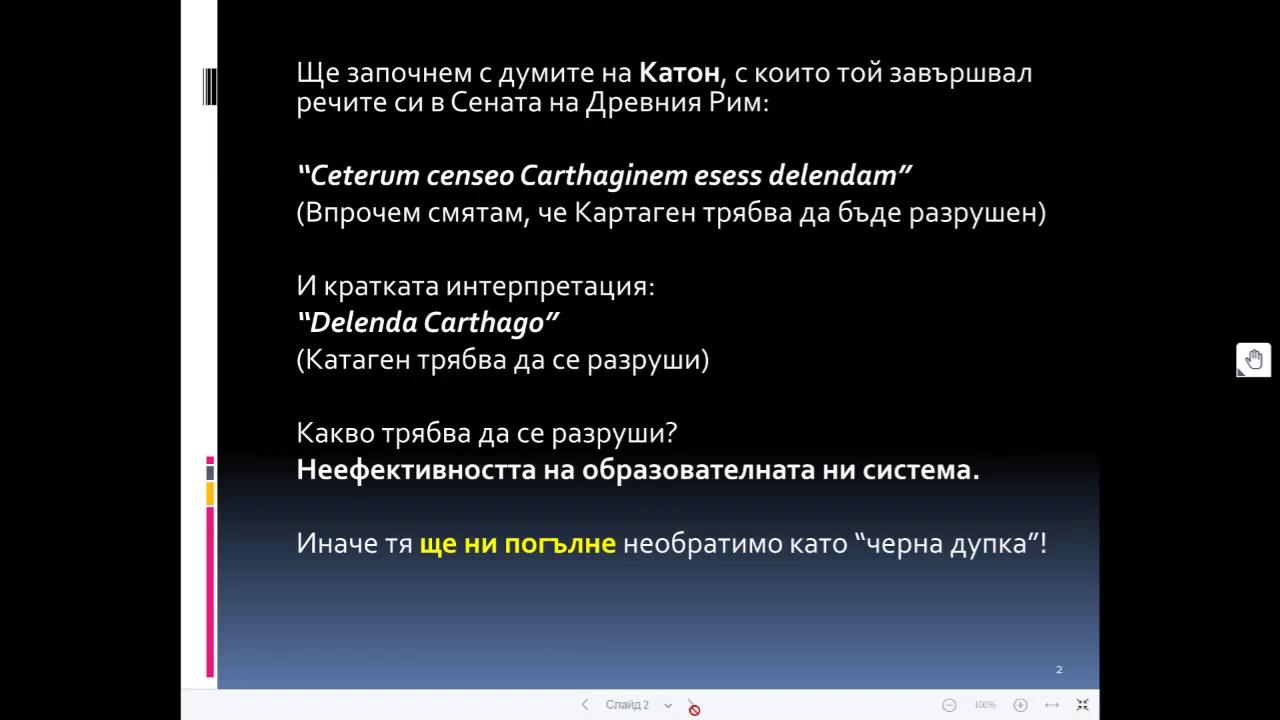 Ще започнем с думите на Катон, с които той завършвал
речите си в Сената на Древния Рим:
“Ceterum censeo Carthaginem esess delendam”
(Впрочем смятам, че Картаген трябва да бъде разрушен)
И кратката интерпретация:
“Delenda Carthago”
(Катаген трябва да се разруши)
Какво трябва да се разруши?
Неефективността на образователната ни система.
Иначе тя ще ни погълне необратимо като “черна дупка”!
2
Слайд 2
100%